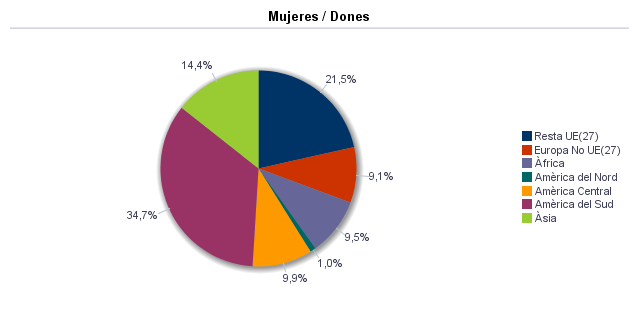 Mujeres / Dones
14,4%
21,5%
9,1%
9,5%
1,0%
9,9%
34,7%
Resta UE(27)
Europa No UE(27)
Àfrica
Amèrica del Nord
Amèrica Central
Amèrica del Sud
Àsia